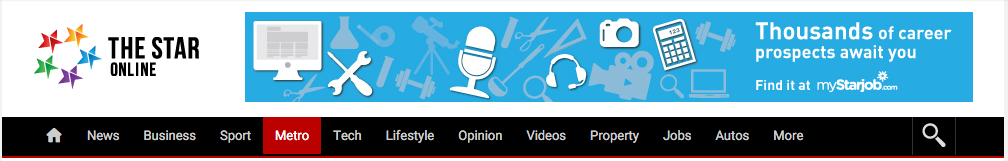 THE STAR
ONLINE
Thousands of career
prospects await you
Find it at myStarjob.com
News Business Sport Metro Tech Lifestyle Opinion Videos Property Jobs Autos More